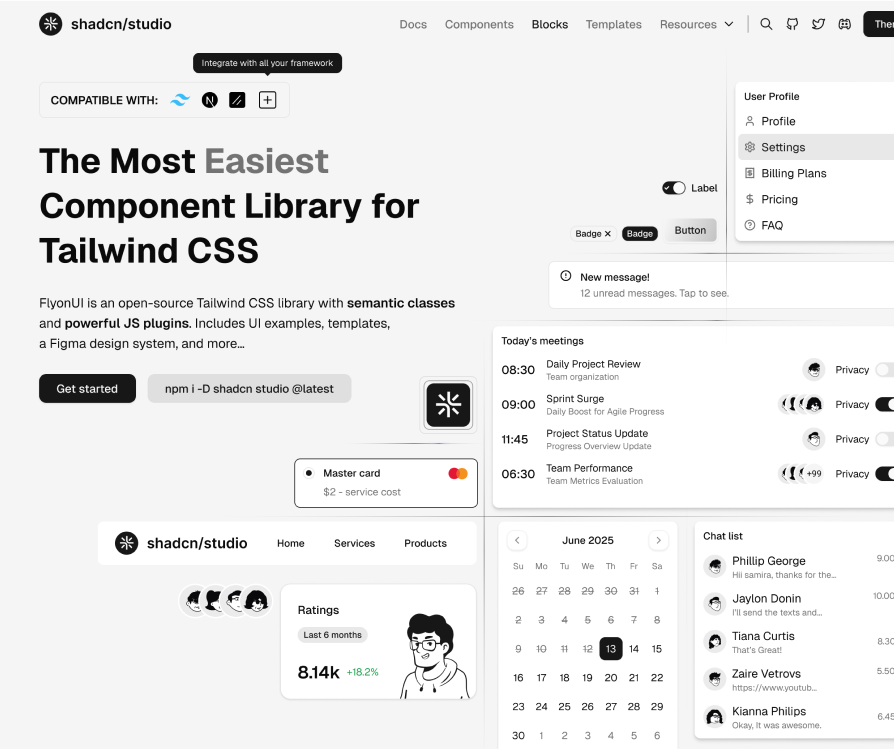 shadcn/studio
Docs Components Blocks Templates Resources
Integrate with all your framework
COMPATIBLE WITH:
The Most Easiest
Component Library for
Tailwind CSS
FlyonUI is an open-source Tailwind CSS library with semantic classes
and powerful JS plugins. Includes UI examples, templates,
a Figma design system, and more...
Get started
npm i -D shadcn studio @latest
User Profile
Profile
Settings
Billing Plans
Pricing
FAQ
Label
Badge ✕
Badge
Button
New message!
12 unread messages. Tap to see.
Today's meetings
08:30 Daily Project Review Privacy
Team organization
09:00 Sprint Surge Privacy
Daily Boost for Agile Progress
11:45 Project Status Update Privacy
Progress Overview Update
06:30 Team Performance +99 Privacy
Team Metrics Evaluation
Master card
$2 - service cost
shadcn/studio Home Services Products
Ratings
Last 6 months
8.14k +18.2%
June 2025
Su Mo Tu We Th Fr Sa
26 27 28 29 30 31 1
2 3 4 5 6 7 8
9 10 11 12 13 14 15
16 17 18 19 20 21 22
23 24 25 26 27 28 29
30 1 2 3 4 5 6
Chat list
Phillip George 9.00
Hii samira, thanks for the...
Jaylon Donin 10.00
I'll send the texts and...
Tiana Curtis 8.30
That's Great!
Zaire Vetrovs 5.50
https://www.youtub...
Kianna Philips 6.45
Okay, It was awesome.